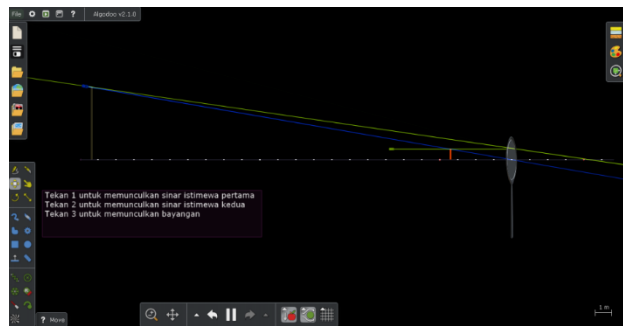 File ? Algodoo v2.1.0
Tekan 1 untuk memunculkan sinar istimewa pertama
Tekan 2 untuk memunculkan sinar istimewa kedua
Tekan 3 untuk memunculkan bayangan
1 m
? Move